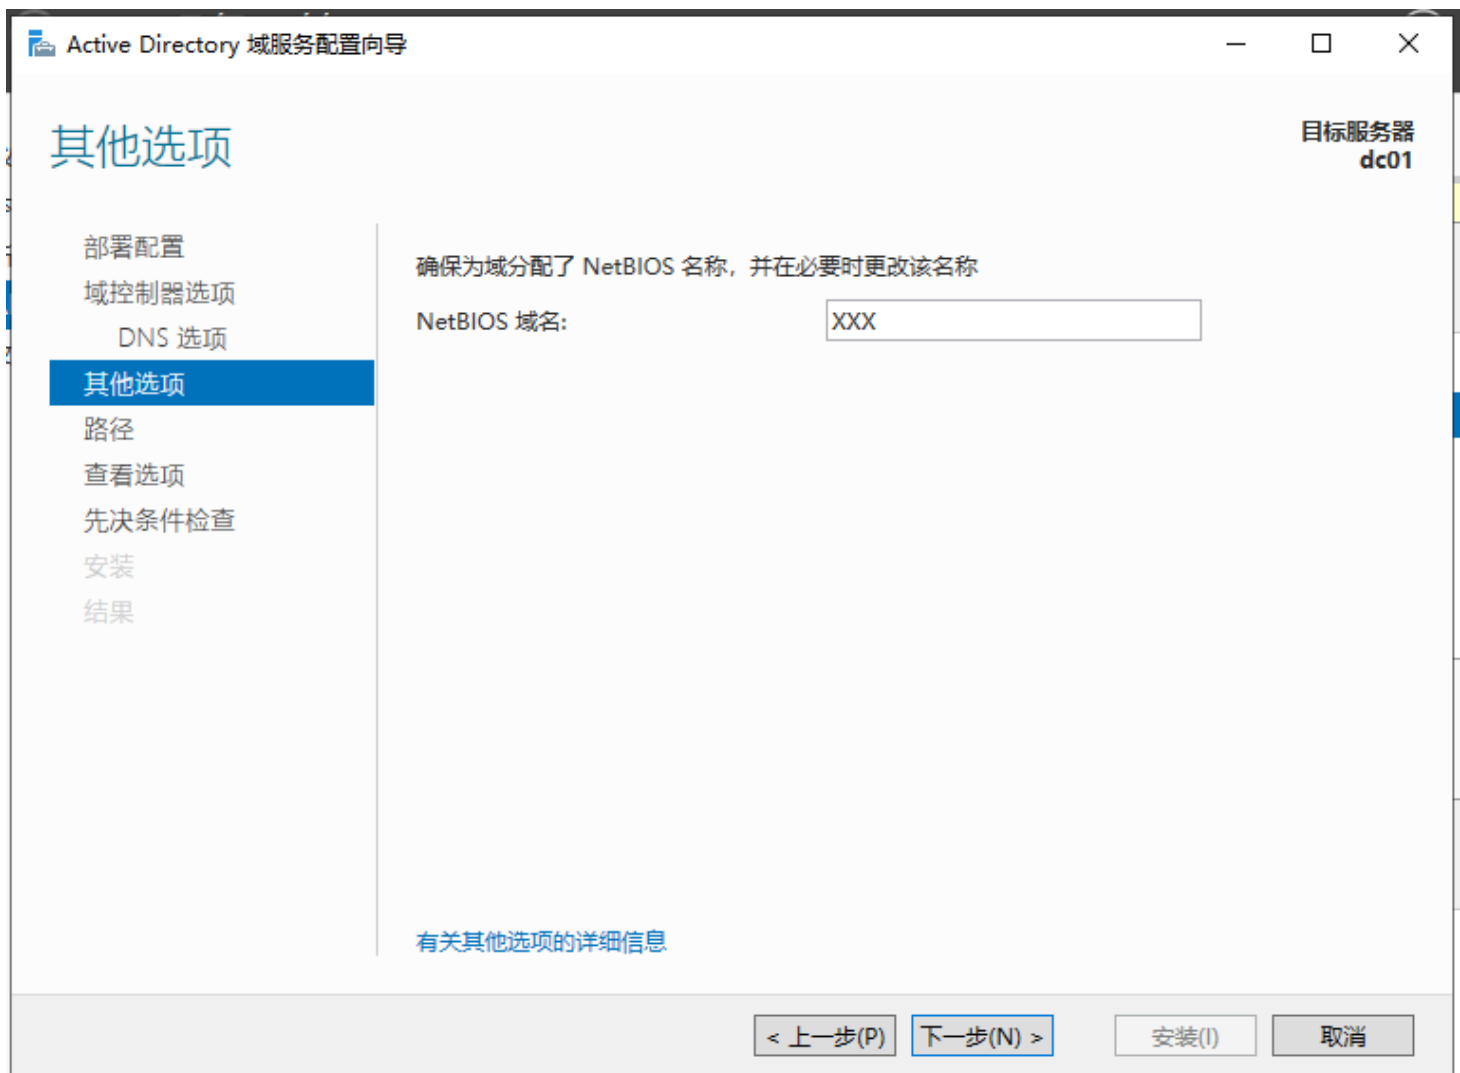 Active Directory 域服务配置向导
其他选项
目标服务器
dc01
部署配置
域控制器选项
DNS 选项
其他选项
路径
查看选项
先决条件检查
安装
结果
确保为域分配了 NetBIOS 名称，并在必要时更改该名称
NetBIOS 域名:
XXX
有关其他选项的详细信息
< 上一步(P)
下一步(N) >
安装(I)
取消